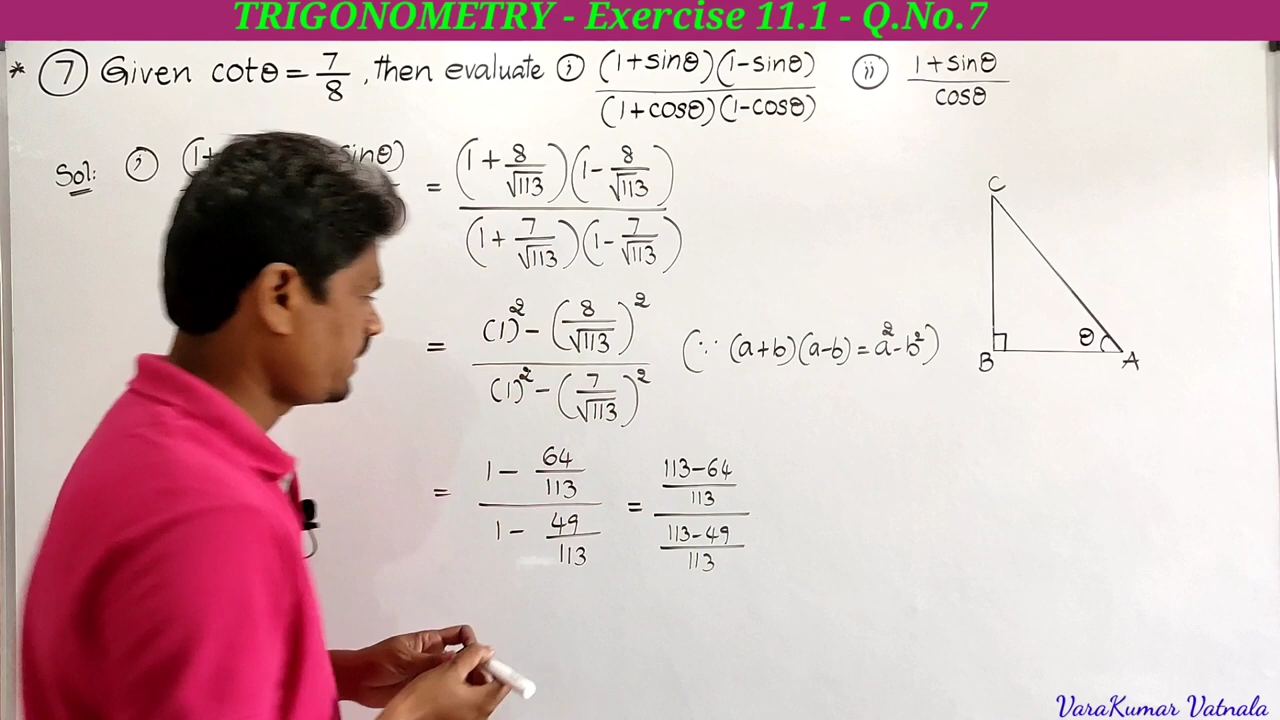 TRIGONOMETRY - Exercise 11.1 - Q.No.7
* 7 Given cotθ = 7/8, then evaluate i) (1+sinθ)(1-sinθ) / (1+cosθ)(1-cosθ) ii) 1+sinθ / cosθ
Sol: i) (1+ sinθ) = (1 + 8/√113)(1 - 8/√113) / (1 + 7/√113)(1 - 7/√113)
= (1)² - (8/√113)² / (1)² - (7/√113)² (∵ (a+b)(a-b) = a²-b²)
= 1 - 64/113 / 1 - 49/113 = 113-64/113 / 113-49/113
C
B θ A
VaraKumar Vatnala